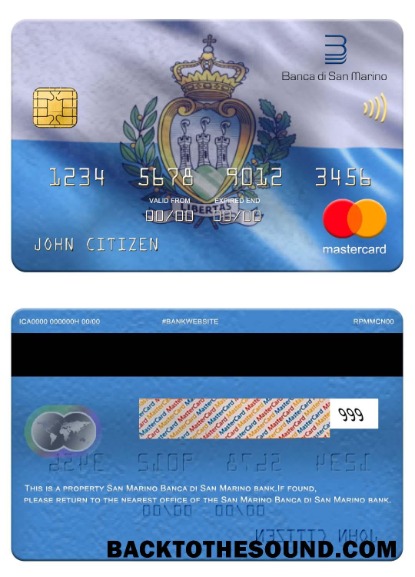 Banca di San Marino
1234 5678 9012 3456
VALID FROM EXPIRED END
00/00 00/00
LIBERTAS
JOHN CITIZEN
mastercard
ICA0000 000000H 00/00 #BANKWEBSITE RPMMCN00
999
THIS IS A PROPERTY SAN MARINO BANCA DI SAN MARINO BANK.IF FOUND,
PLEASE RETURN TO THE NEAREST OFFICE OF THE SAN MARINO BANCA DI SAN MARINO BANK.
BACKTOTHESOUND.COM